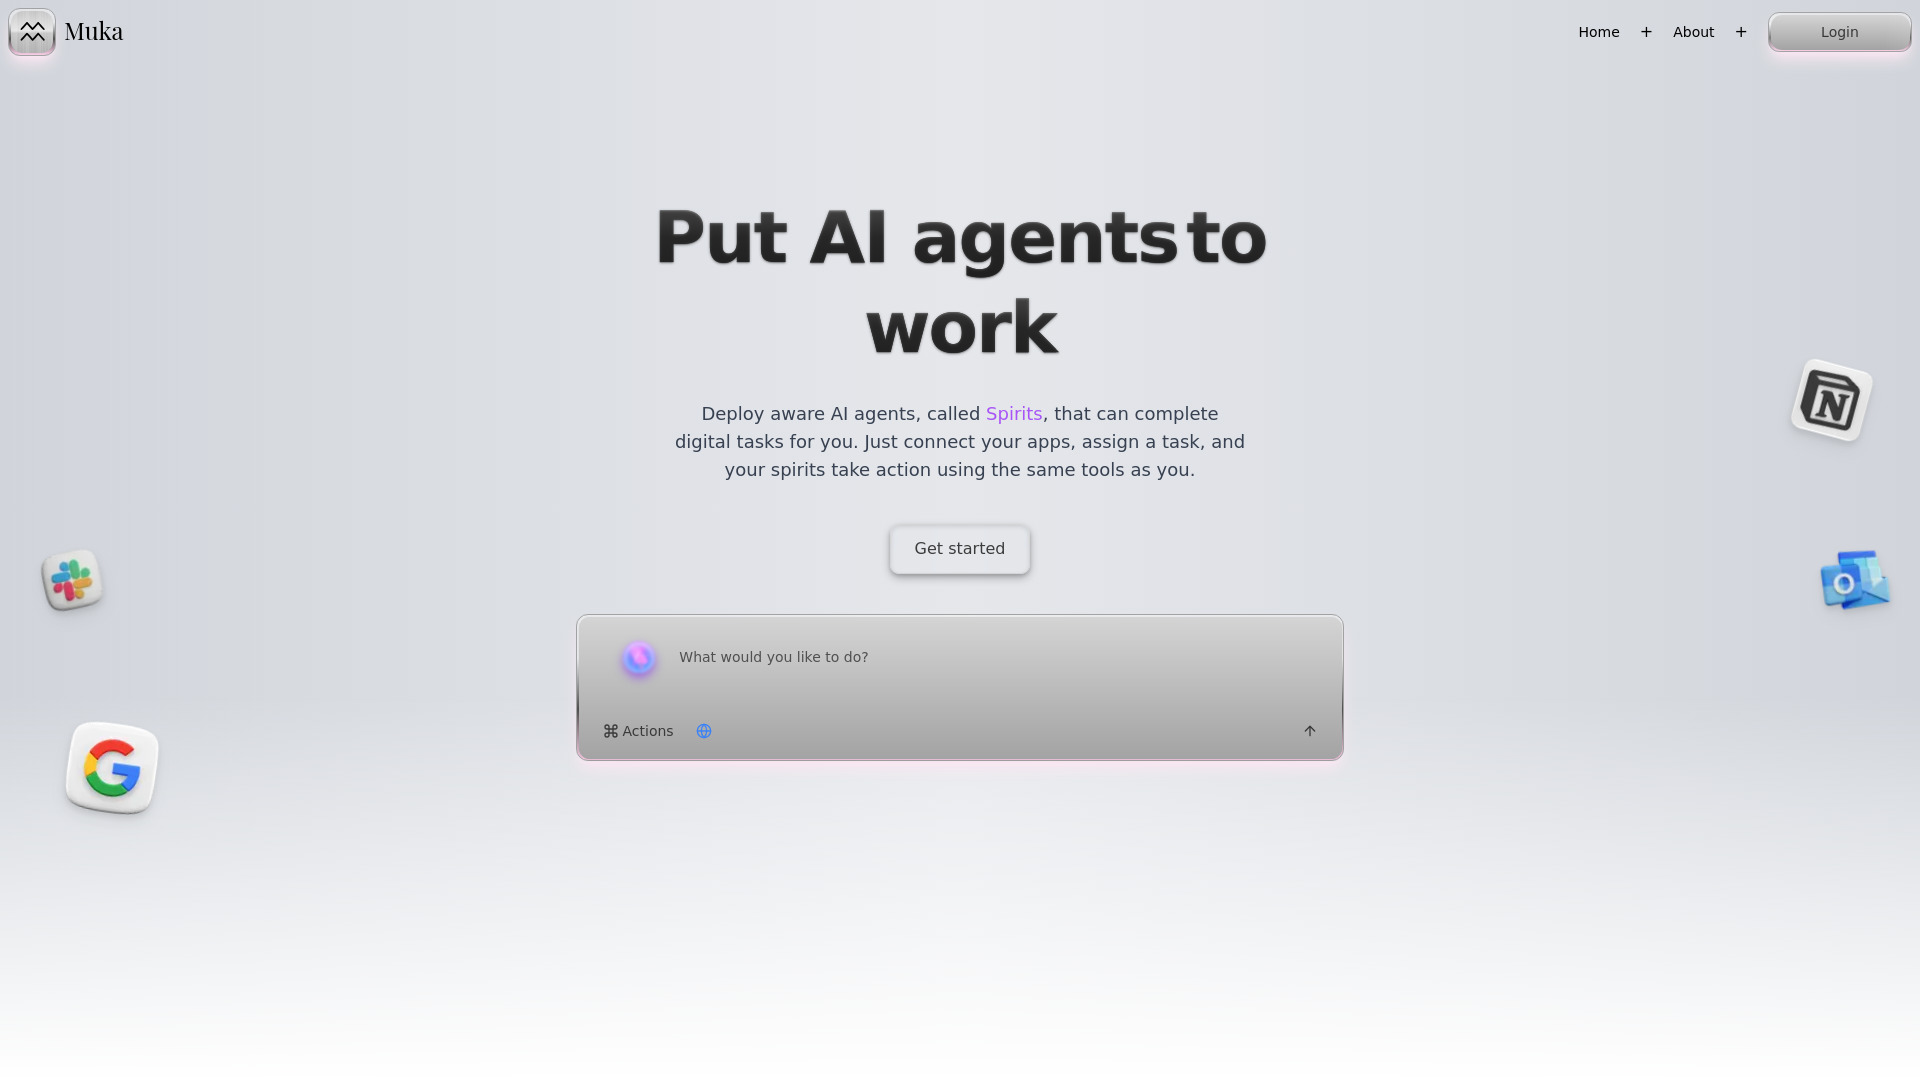 Muka
Home + About + Login
Put AI agents to
work
Deploy aware AI agents, called Spirits, that can complete
digital tasks for you. Just connect your apps, assign a task, and
your spirits take action using the same tools as you.
Get started
What would you like to do?
⌘ Actions